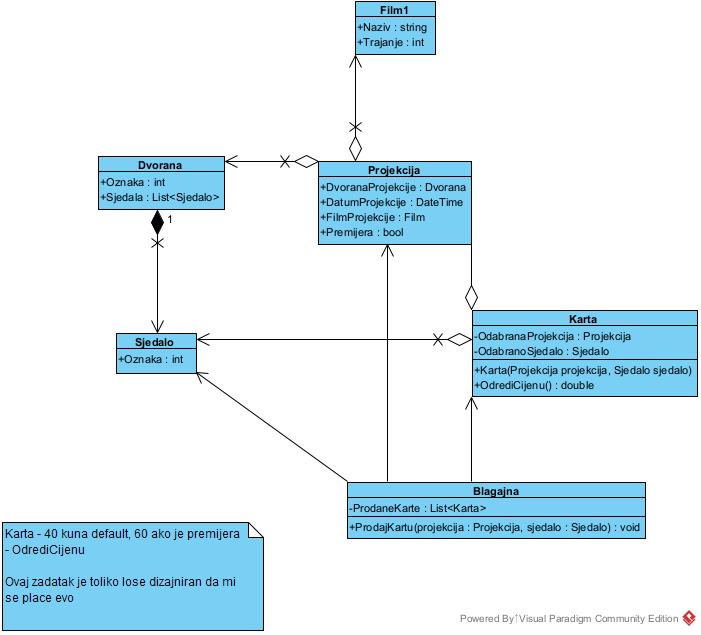 Film1
+Naziv : string
+Trajanje : int
Dvorana
+Oznaka : int
+Sjedala : List<Sjedalo>
1
Projekcija
+DvoranaProjekcije : Dvorana
+DatumProjekcije : DateTime
+FilmProjekcije : Film
+Premijera : bool
Sjedalo
+Oznaka : int
Karta
-OdabranaProjekcija : Projekcija
-OdabranoSjedalo : Sjedalo
+Karta(Projekcija projekcija, Sjedalo sjedalo)
+OdrediCijenu() : double
Blagajna
-ProdaneKarte : List<Karta>
+ProdajKartu(projekcija : Projekcija, sjedalo : Sjedalo) : void
Karta - 40 kuna default, 60 ako je premijera
- OdrediCijenu
Ovaj zadatak je toliko lose dizajniran da mi
se place evo
Powered By Visual Paradigm Community Edition